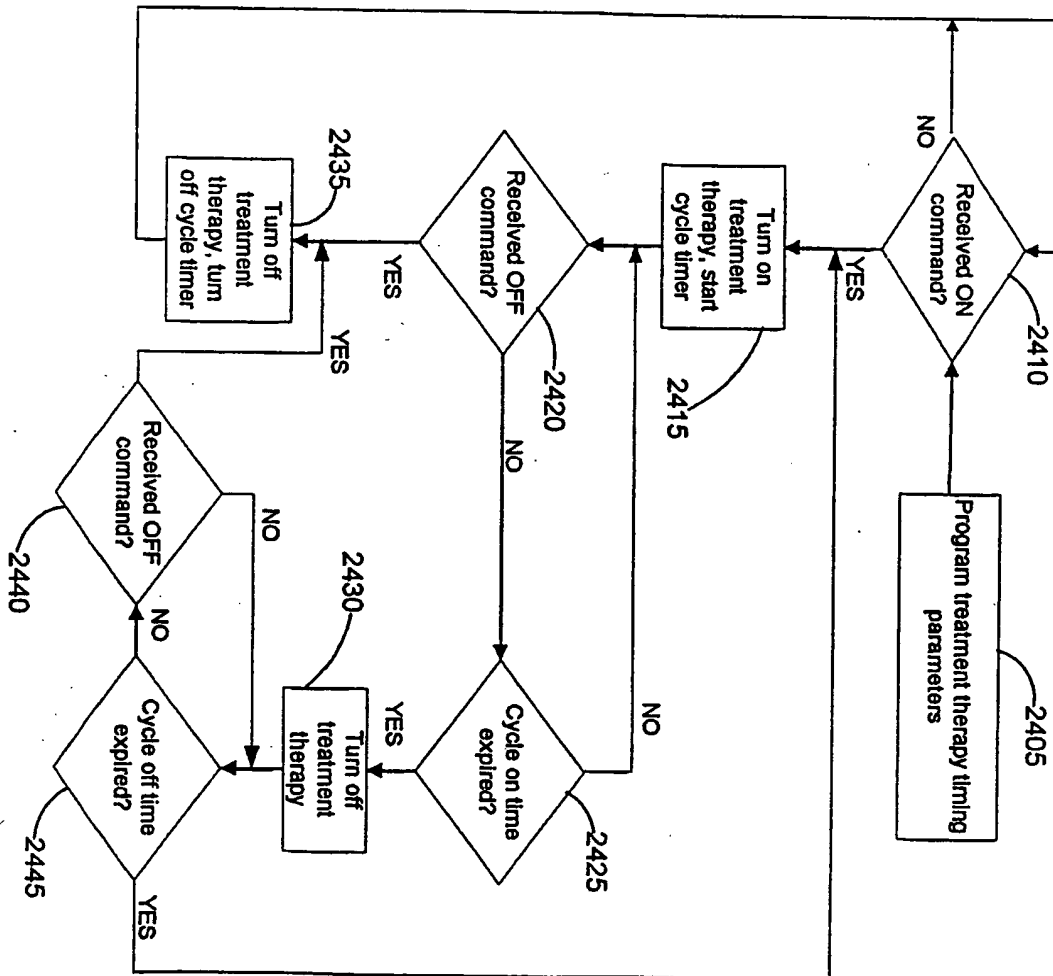 Program treatment therapy timing
parameters
2405
Received ON
command?
2410
NO
YES
Turn on
treatment
therapy, start
cycle timer
2415
Received OFF
command?
2420
NO
YES
Cycle on time
expired?
2425
NO
YES
Turn off
treatment
therapy
2430
Turn off
treatment
therapy, turn
off cycle timer
2435
YES
Received OFF
command?
2440
NO
NO
Cycle off time
expired?
2445
YES